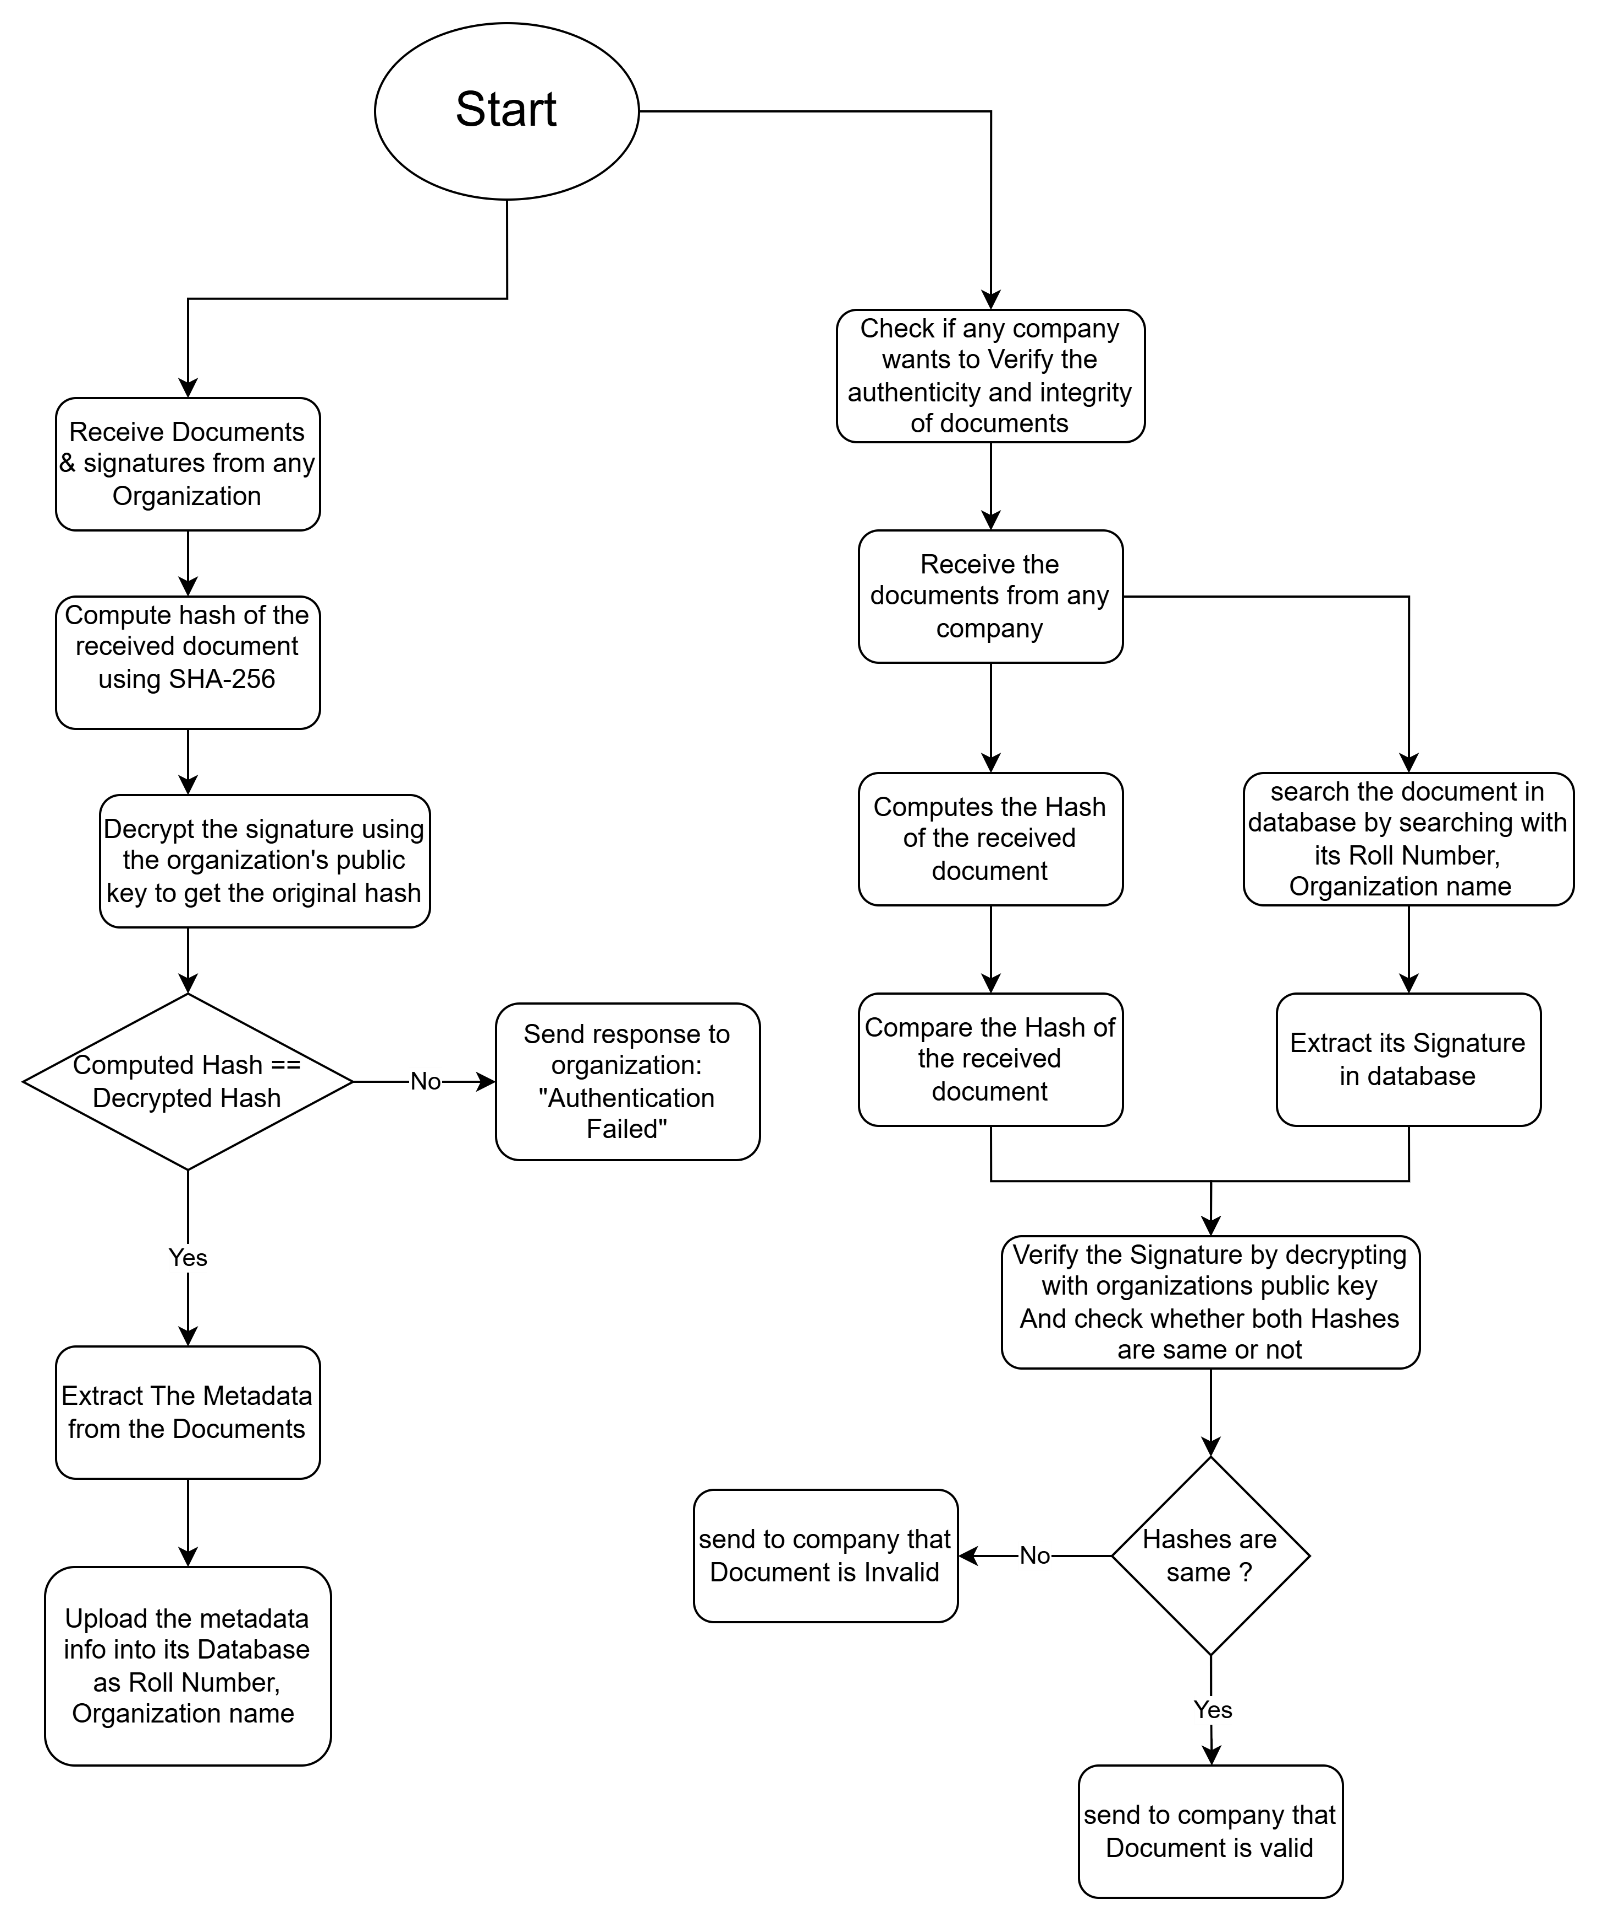 Start
Receive Documents
& signatures from any
Organization
Compute hash of the
received document
using SHA-256
Decrypt the signature using
the organization's public
key to get the original hash
Computed Hash ==
Decrypted Hash
No
Send response to
organization:
"Authentication
Failed"
Yes
Extract The Metadata
from the Documents
Upload the metadata
info into its Database
as Roll Number,
Organization name
Check if any company
wants to Verify the
authenticity and integrity
of documents
Receive the
documents from any
company
Computes the Hash
of the received
document
search the document in
database by searching with
its Roll Number,
Organization name
Compare the Hash of
the received
document
Extract its Signature
in database
Verify the Signature by decrypting
with organizations public key
And check whether both Hashes
are same or not
Hashes are
same ?
No
send to company that
Document is Invalid
Yes
send to company that
Document is valid